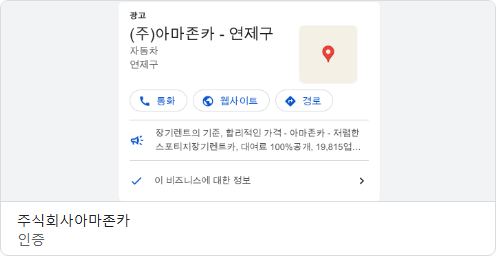 광고
(주)아마존카 - 연제구
자동차
연제구
통화
웹사이트
경로
장기렌트의 기준, 합리적인 가격 - 아마존카 - 저렴한
스포티지장기렌트카, 대여료 100%공개, 19,815업...
이 비즈니스에 대한 정보
주식회사아마존카
인증